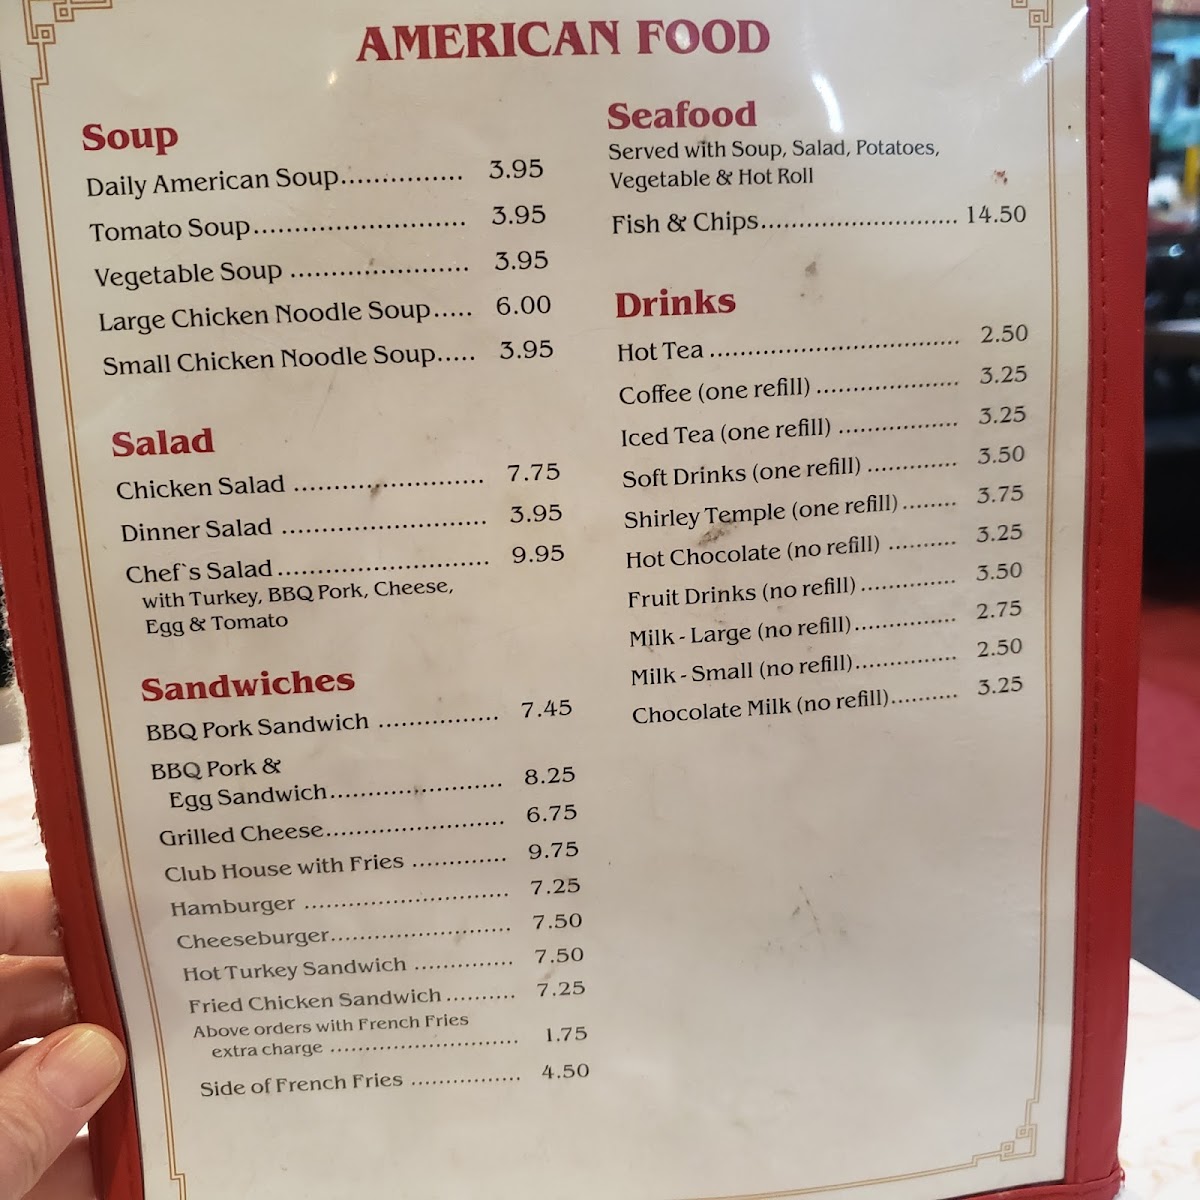 AMERICAN FOOD
Soup
Daily American Soup............... 3.95
Tomato Soup.......................... 3.95
Vegetable Soup ....................... 3.95
Large Chicken Noodle Soup..... 6.00
Small Chicken Noodle Soup..... 3.95
Salad
Chicken Salad ........................ 7.75
Dinner Salad .......................... 3.95
Chef`s Salad........................... 9.95
with Turkey, BBQ Pork, Cheese,
Egg & Tomato
Sandwiches
BBQ Pork Sandwich ................ 7.45
BBQ Pork &
Egg Sandwich....................... 8.25
Grilled Cheese......................... 6.75
Club House with Fries ............. 9.75
Hamburger ............................ 7.25
Cheeseburger......................... 7.50
Hot Turkey Sandwich .............. 7.50
Fried Chicken Sandwich.......... 7.25
Above orders with French Fries
extra charge ........................... 1.75
Side of French Fries ................ 4.50
Seafood
Served with Soup, Salad, Potatoes,
Vegetable & Hot Roll
Fish & Chips.......................... 14.50
Drinks
Hot Tea ................................. 2.50
Coffee (one refill) ................... 3.25
Iced Tea (one refill) ................ 3.25
Soft Drinks (one refill) ............ 3.50
Shirley Temple (one refill)........ 3.75
Hot Chocolate (no refill) .......... 3.25
Fruit Drinks (no refill) ............. 3.50
Milk - Large (no refill).............. 2.75
Milk - Small (no refill).............. 2.50
Chocolate Milk (no refill).......... 3.25